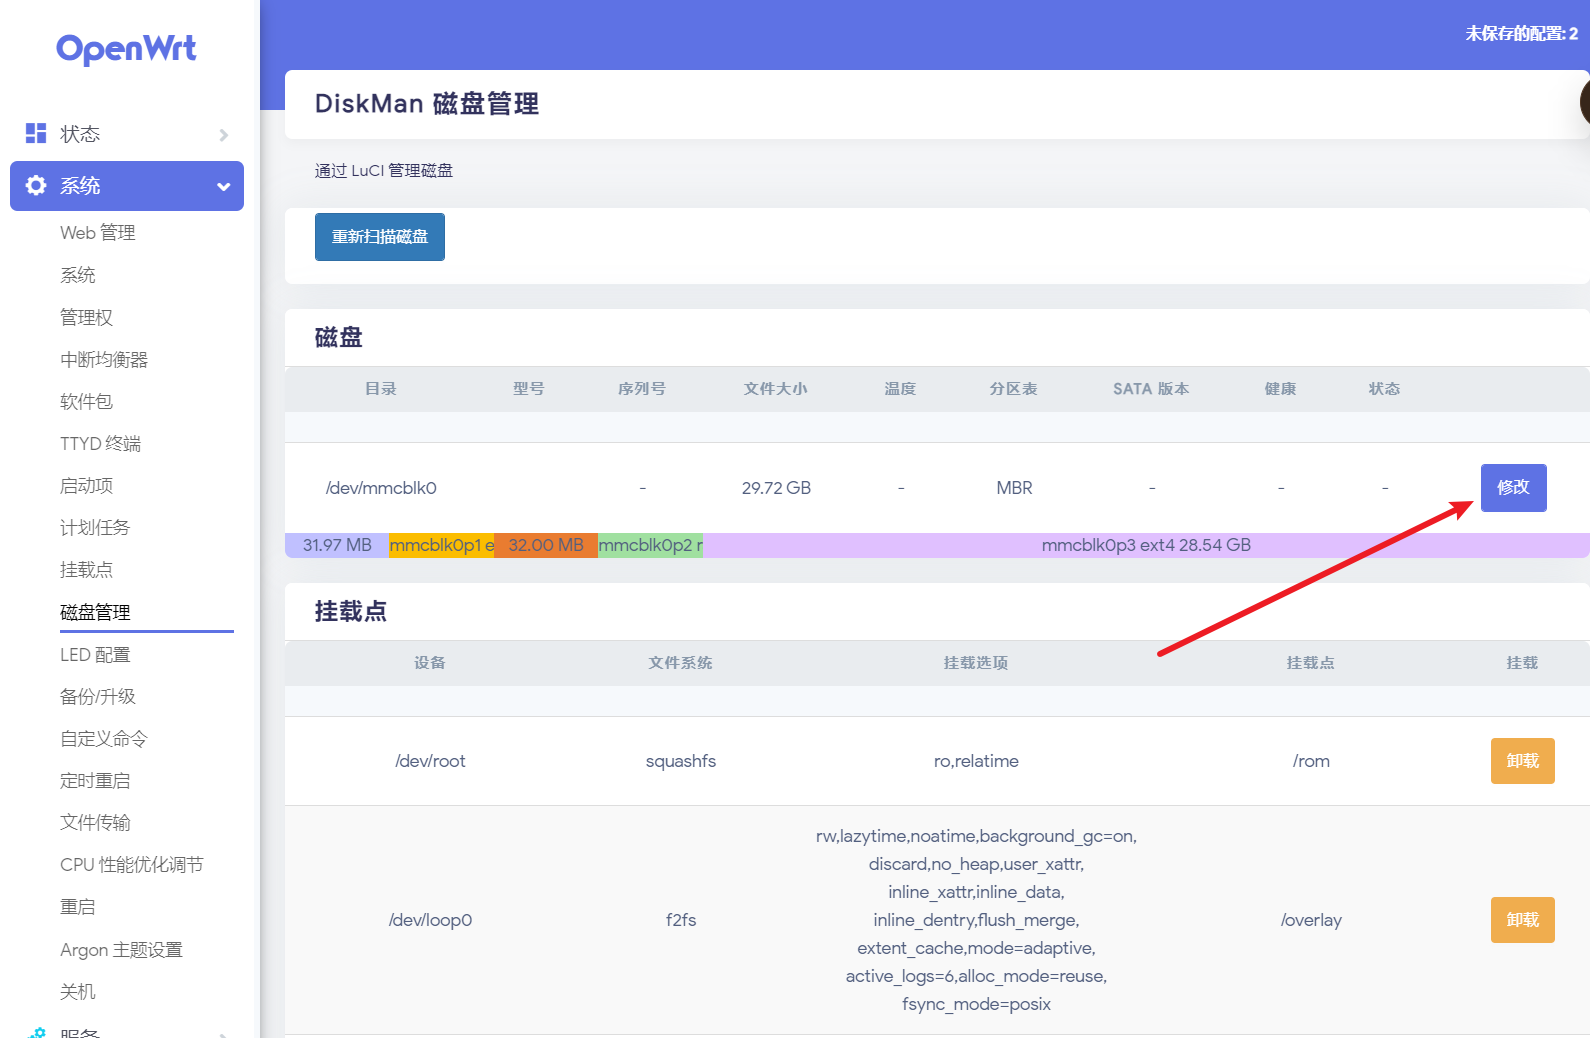 OpenWrt
未保存的配置: 2
状态
系统
Web 管理
系统
管理权
中断均衡器
软件包
TTYD 终端
启动项
计划任务
挂载点
磁盘管理
LED 配置
备份/升级
自定义命令
定时重启
文件传输
CPU 性能优化调节
重启
Argon 主题设置
关机
服务
DiskMan 磁盘管理
通过 LuCI 管理磁盘
重新扫描磁盘
磁盘
目录 型号 序列号 文件大小 温度 分区表 SATA 版本 健康 状态
/dev/mmcblk0 - 29.72 GB - MBR - - - 修改
31.97 MB mmcblk0p1 e 32.00 MB mmcblk0p2 r mmcblk0p3 ext4 28.54 GB
挂载点
设备 文件系统 挂载选项 挂载点 挂载
/dev/root squashfs ro,relatime /rom 卸载
rw,lazytime,noatime,background_gc=on,
discard,no_heap,user_xattr,
inline_xattr,inline_data,
/dev/loop0 f2fs inline_dentry,flush_merge, /overlay 卸载
extent_cache,mode=adaptive,
active_logs=6,alloc_mode=reuse,
fsync_mode=posix